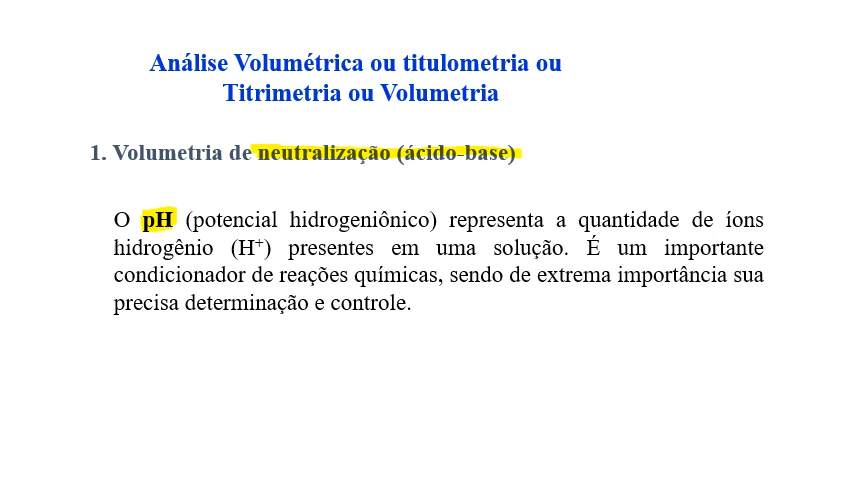 Análise Volumétrica ou titulometria ou
Titrimetria ou Volumetria
1. Volumetria de neutralização (ácido-base)
O pH (potencial hidrogeniônico) representa a quantidade de íons
hidrogênio (H⁺) presentes em uma solução. É um importante
condicionador de reações químicas, sendo de extrema importância sua
precisa determinação e controle.